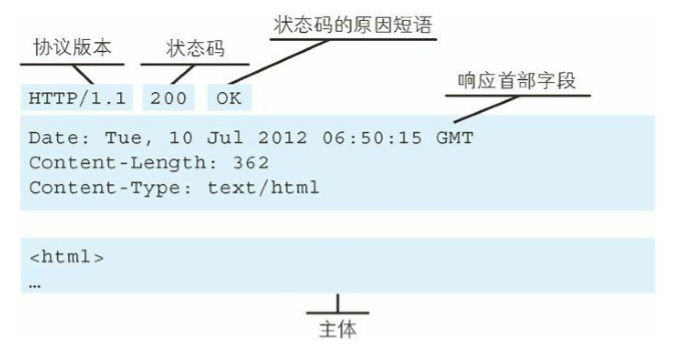 状态码的原因短语
协议版本
状态码
响应首部字段
HTTP/1.1 200 OK
Date: Tue, 10 Jul 2012 06:50:15 GMT
Content-Length: 362
Content-Type: text/html
<html>
…
主体